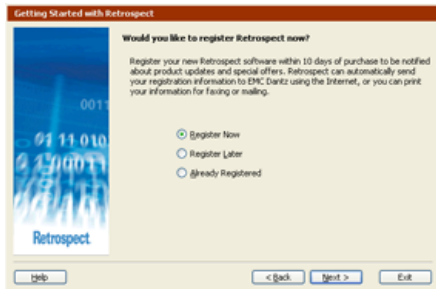 Getting Started with Retrospect
Would you like to register Retrospect now?
Register your new Retrospect software within 10 days of purchase to be notified
about product updates and special offers. Retrospect can automatically send
your registration information to EMC Dantz using the Internet, or you can print
your information for faxing or mailing.
0011
01 11 010
Register Now
Register Later
Already Registered
Retrospect
Help
< Back
Next >
Exit